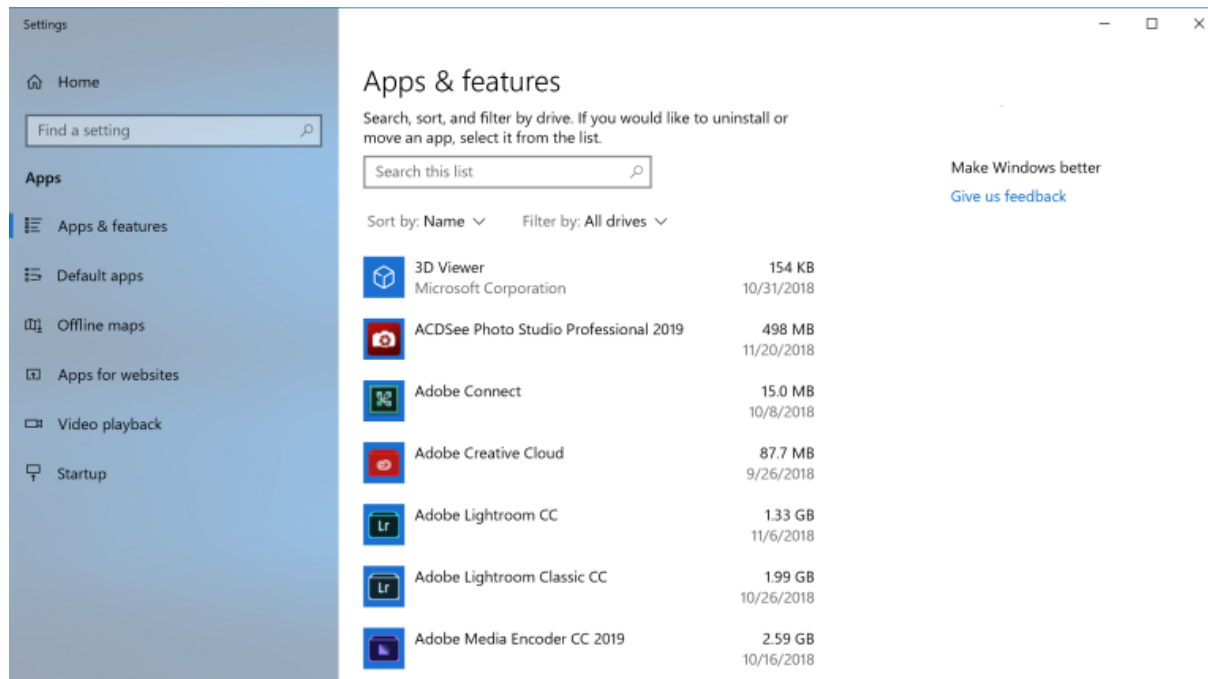 Settings
Home
Find a setting
Apps
Apps & features
Default apps
Offline maps
Apps for websites
Video playback
Startup
Apps & features
Search, sort, and filter by drive. If you would like to uninstall or
move an app, select it from the list.
Search this list
Sort by: Name
Filter by: All drives
3D Viewer
154 KB
Microsoft Corporation
10/31/2018
ACDSee Photo Studio Professional 2019
498 MB
11/20/2018
Adobe Connect
15.0 MB
10/8/2018
Adobe Creative Cloud
87.7 MB
9/26/2018
Lr
Adobe Lightroom CC
1.33 GB
11/6/2018
Lr
Adobe Lightroom Classic CC
1.99 GB
10/26/2018
Adobe Media Encoder CC 2019
2.59 GB
10/16/2018
Make Windows better
Give us feedback